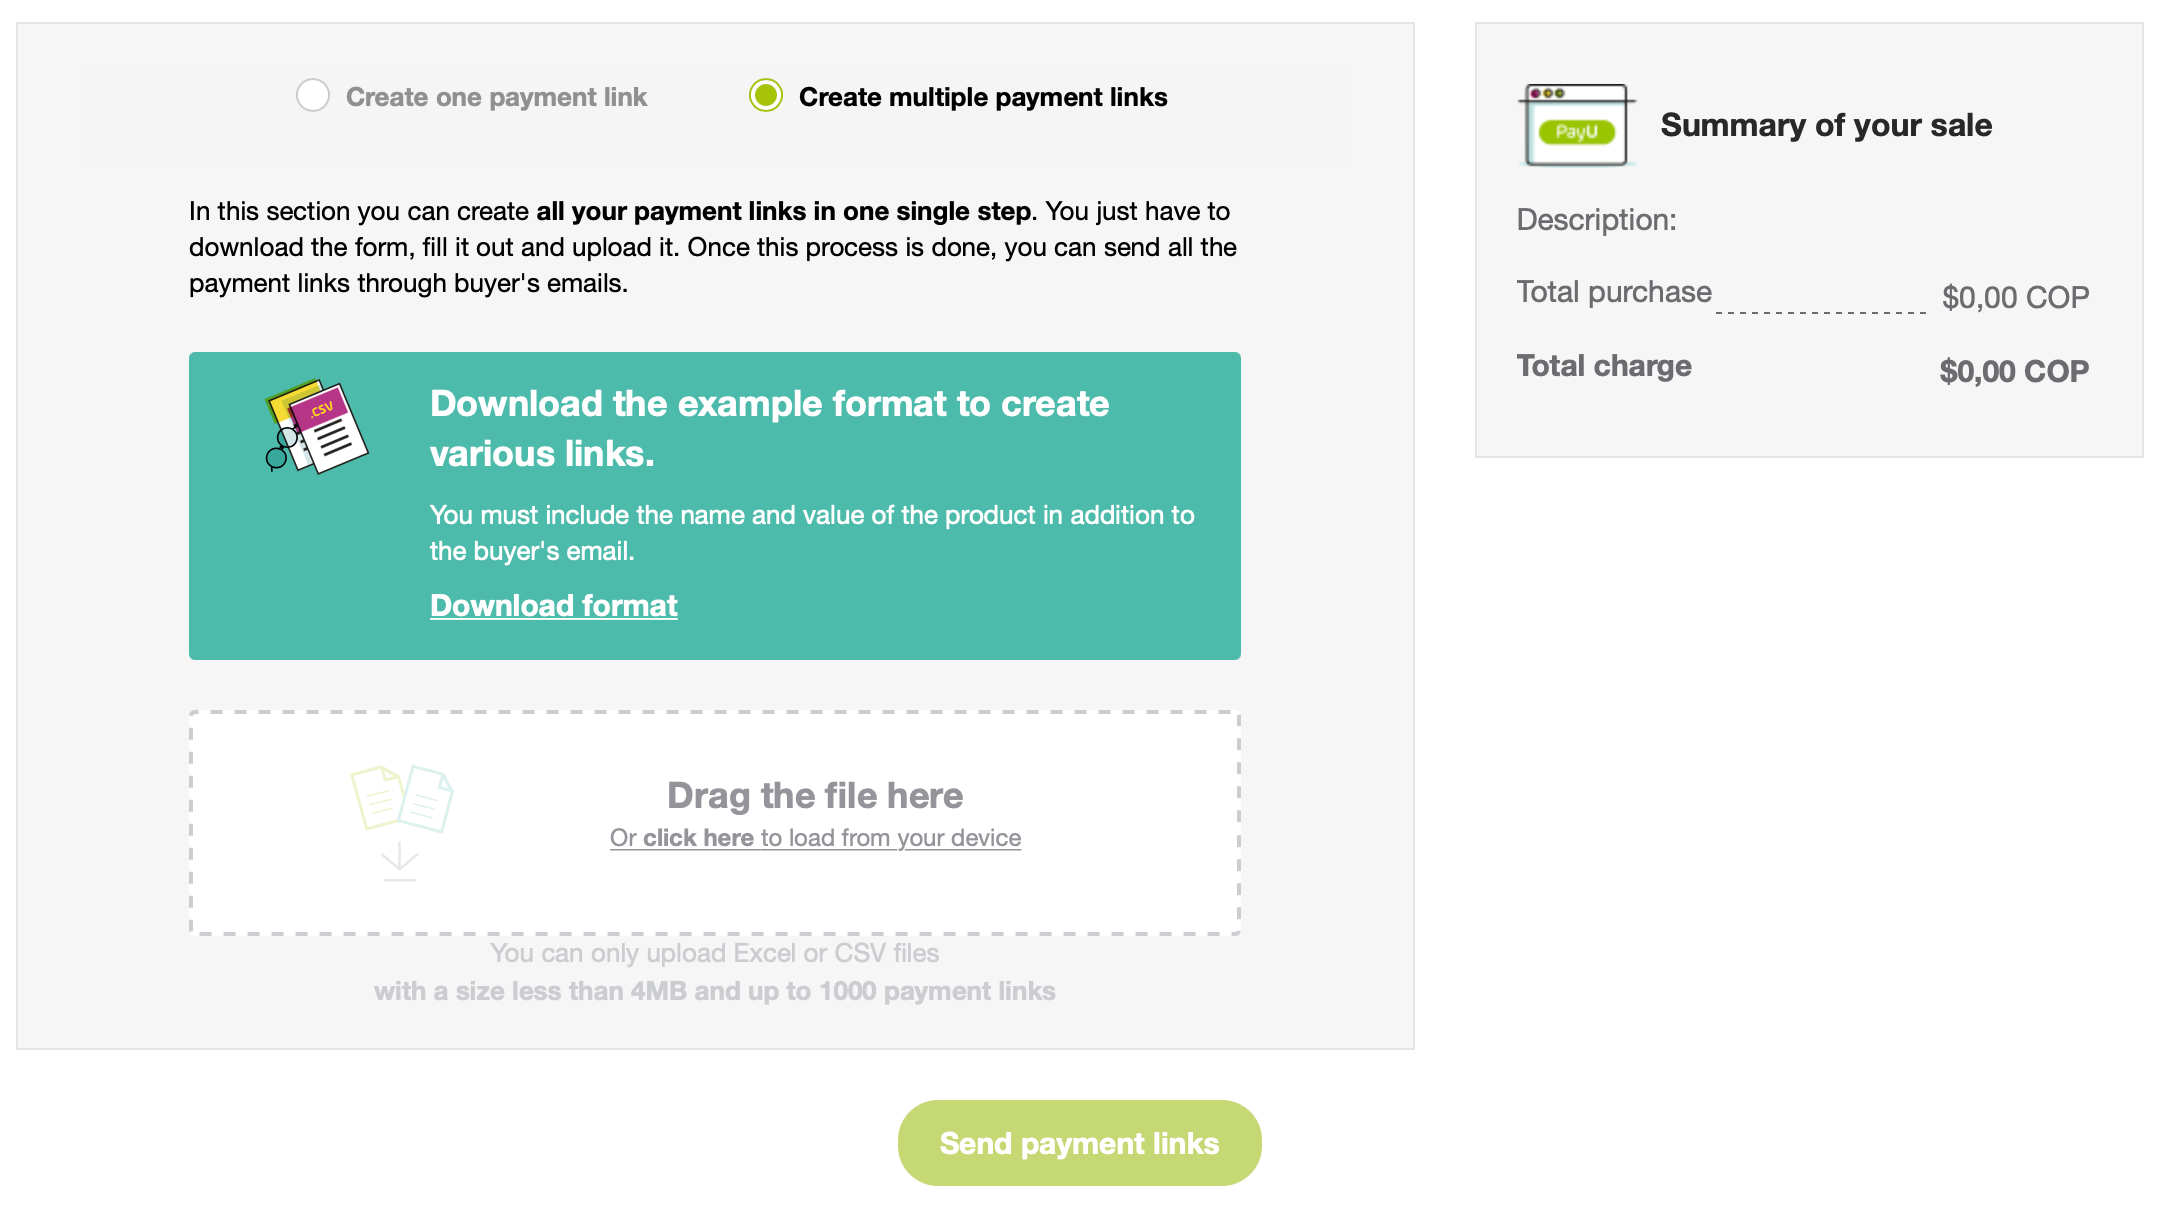 Create one payment link
Create multiple payment links
In this section you can create all your payment links in one single step. You just have to
download the form, fill it out and upload it. Once this process is done, you can send all the
payment links through buyer's emails.
.CSV
Download the example format to create
various links.
You must include the name and value of the product in addition to
the buyer's email.
Download format
Drag the file here
Or click here to load from your device
You can only upload Excel or CSV files
with a size less than 4MB and up to 1000 payment links
Send payment links
PayU
Summary of your sale
Description:
Total purchase $0,00 COP
Total charge $0,00 COP